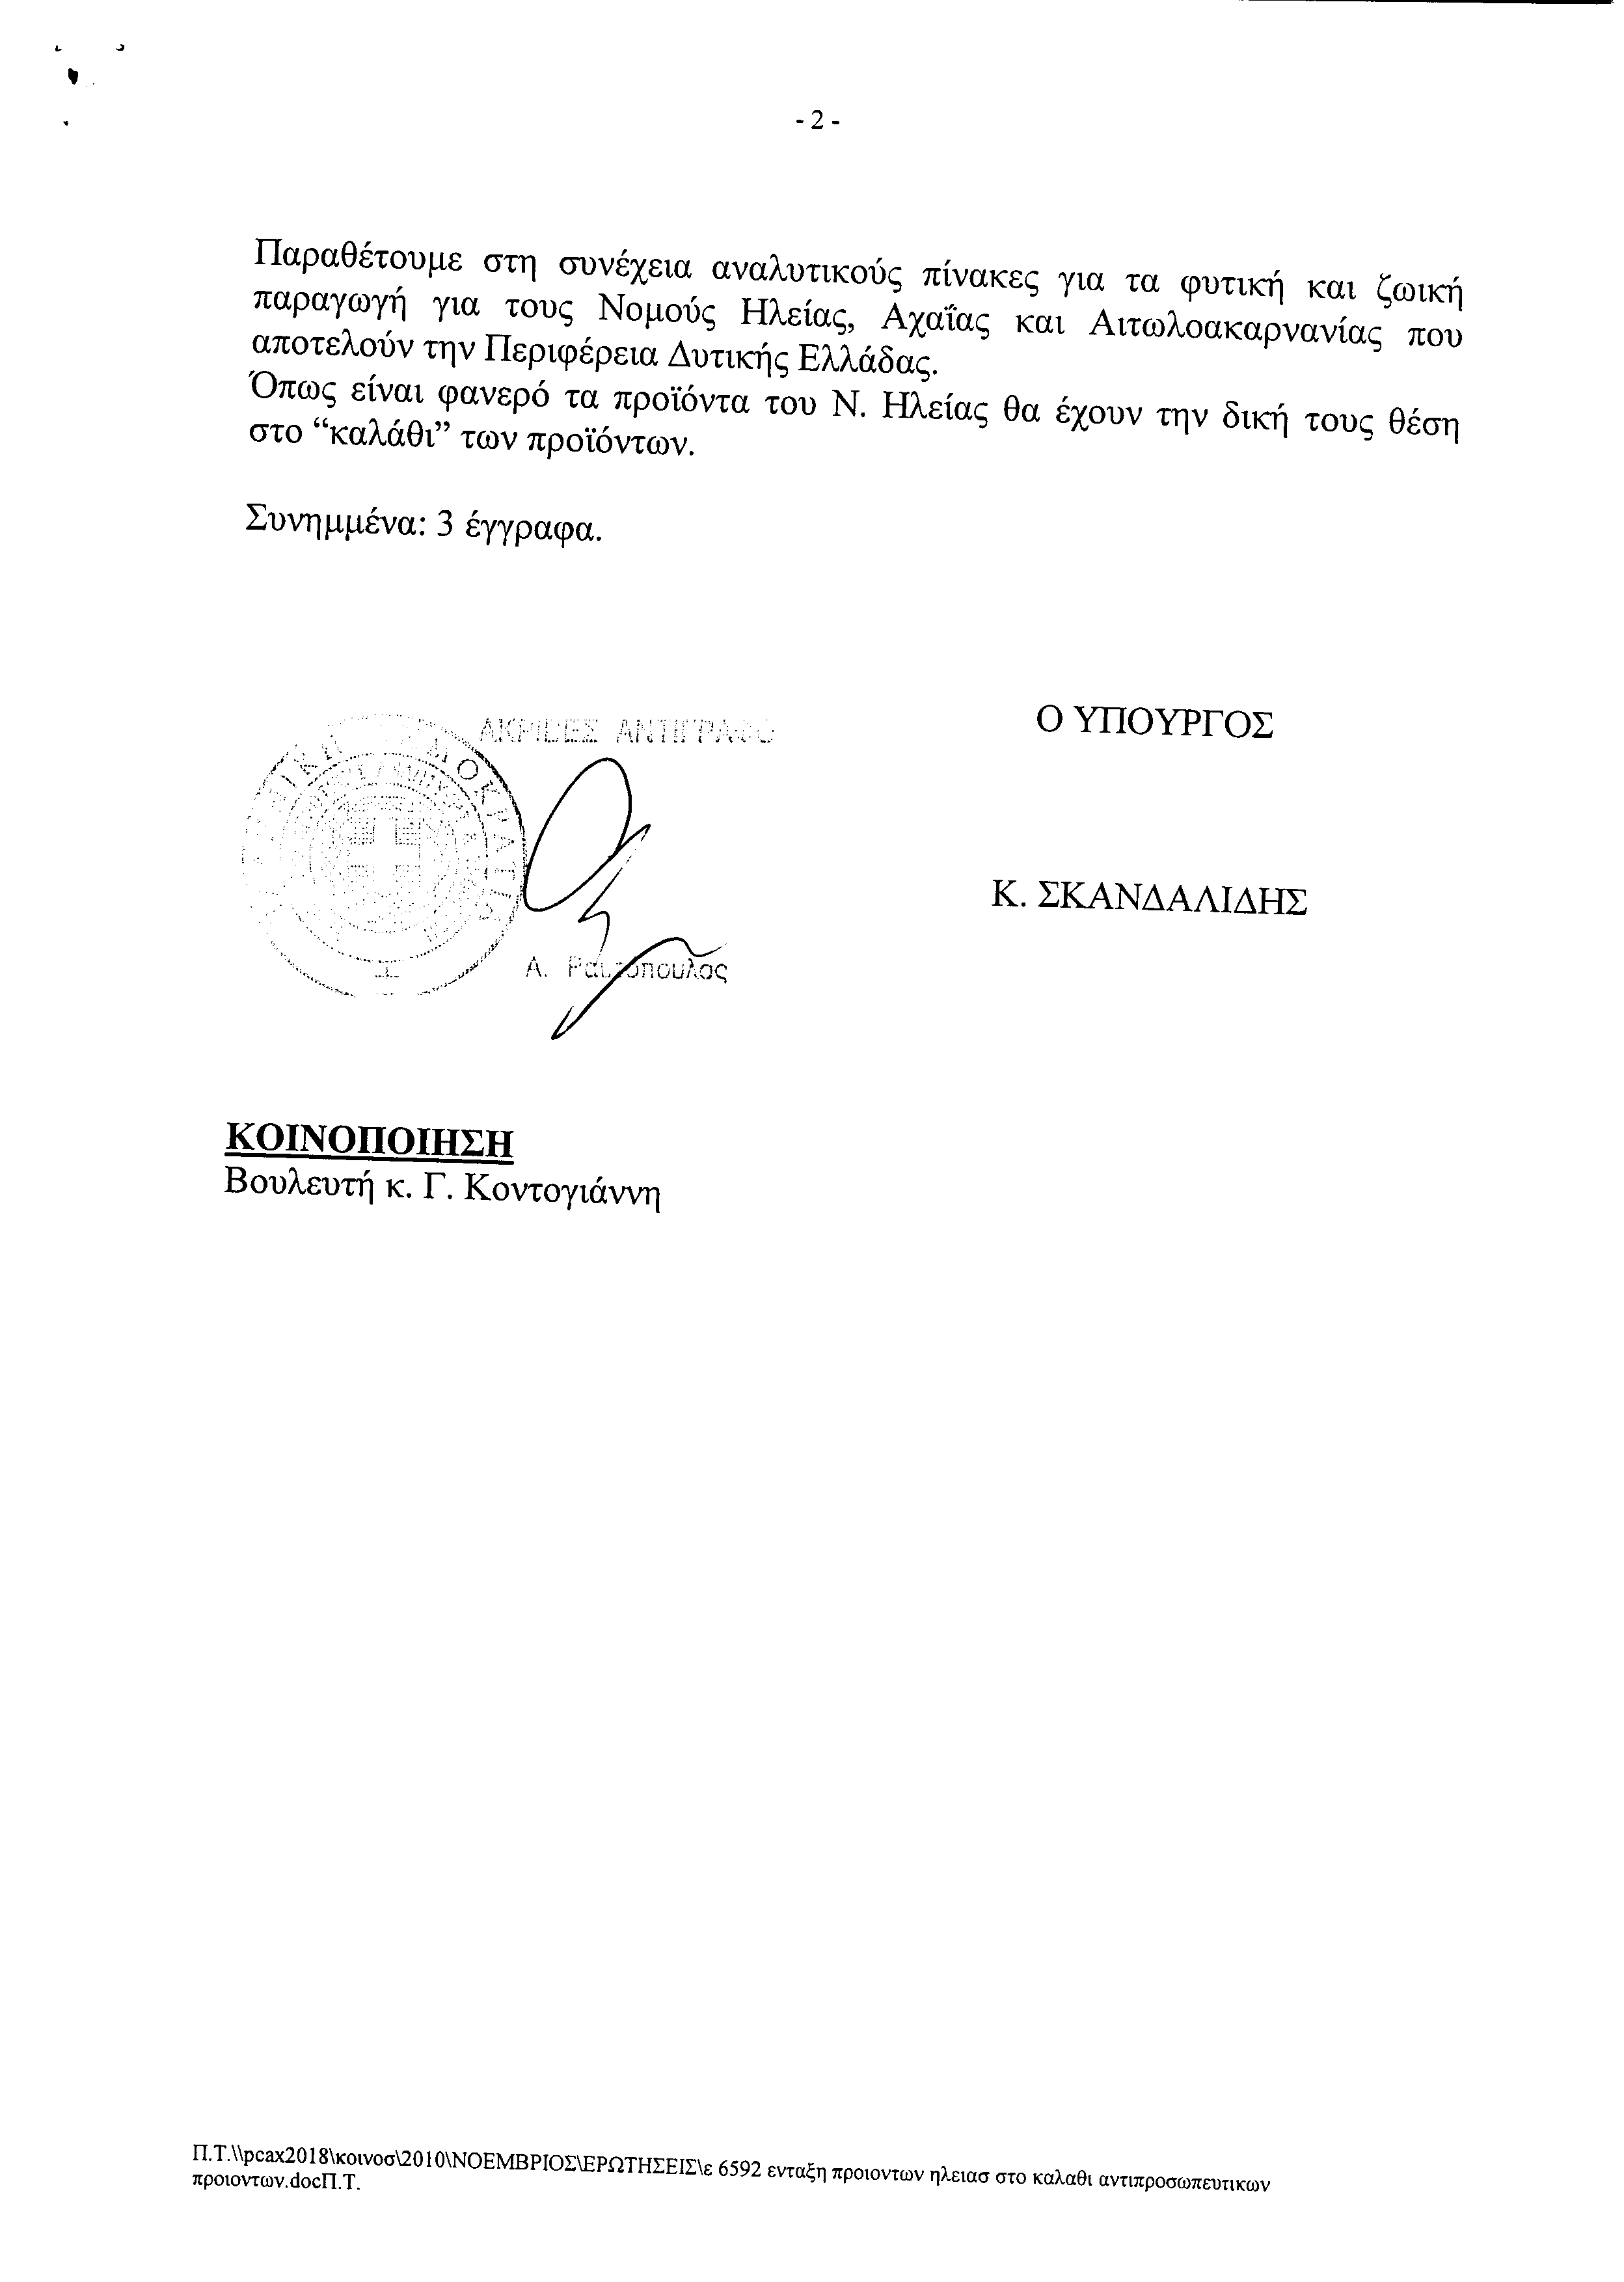 - 2 -
Παραθέτουμε στη συνέχεια αναλυτικούς πίνακες για τα φυτική και ζωική
παραγωγή για τους Νομούς Ηλείας, Αχαΐας και Αιτωλοακαρνανίας που
αποτελούν την Περιφέρεια Δυτικής Ελλάδας.
Όπως είναι φανερό τα προϊόντα του Ν. Ηλείας θα έχουν την δική τους θέση
στο “καλάθι” των προϊόντων.
Συνημμένα: 3 έγγραφα.
ΑΚΡΙΒΕΣ ΑΝΤΙΓΡΑΦΟ
Ο ΥΠΟΥΡΓΟΣ
Κ. ΣΚΑΝΔΑΛΙΔΗΣ
Α.
ΚΟΙΝΟΠΟΙΗΣΗ
Βουλευτή κ. Γ. Κοντογιάννη
Π.Τ.\\pcax2018\κοινοσ\2010\ΝΟΕΜΒΡΙΟΣ\ΕΡΩΤΗΣΕΙΣ\ε 6592 ενταξη προιοντων ηλειασ στο καλαθι αντιπροσωπευτικων
προιοντων.docΠ.Τ.